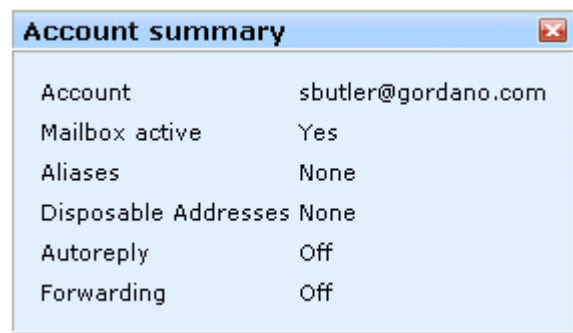 Account summary
Account sbutler@gordano.com
Mailbox active Yes
Aliases None
Disposable Addresses None
Autoreply Off
Forwarding Off